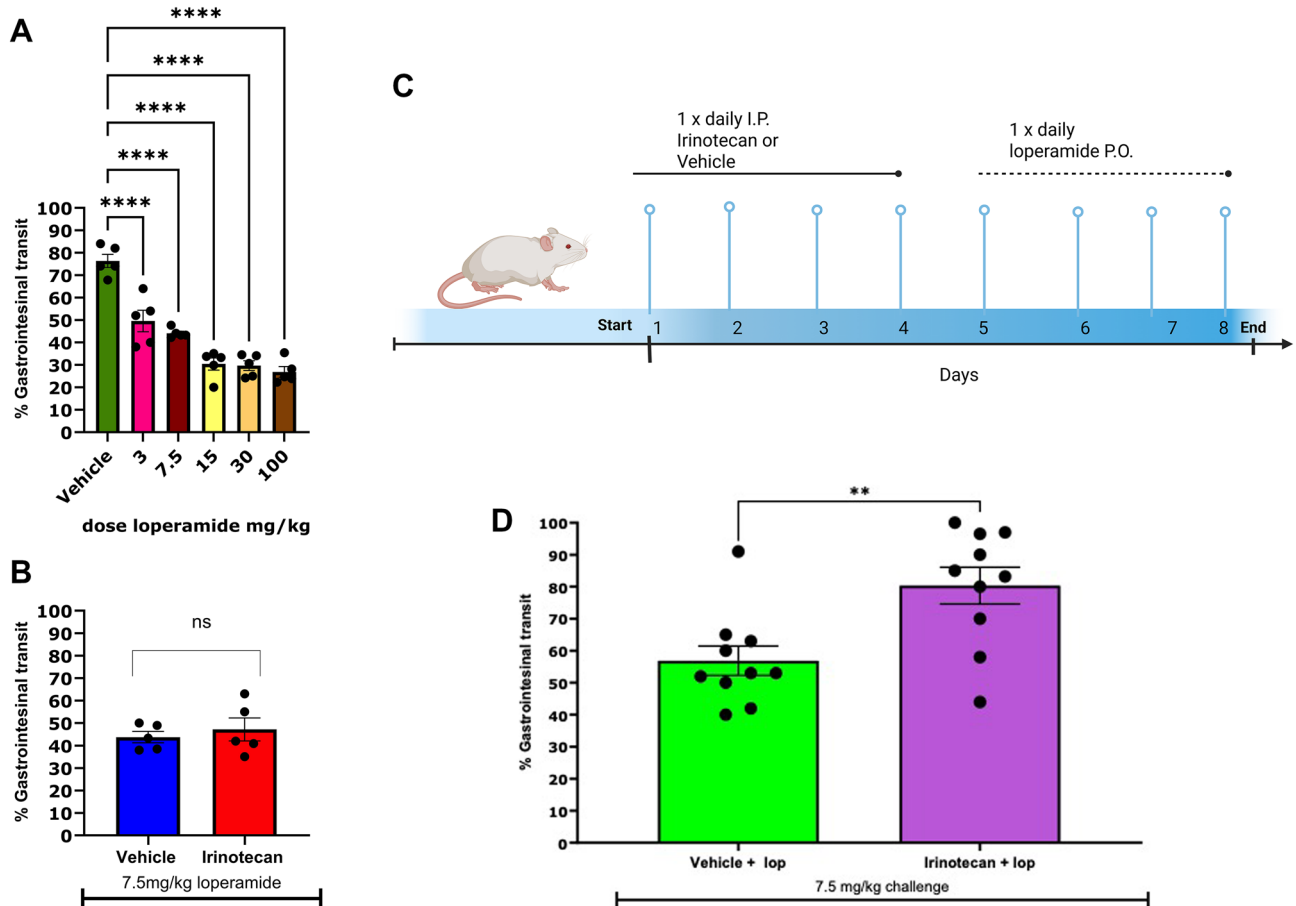 A
****
****
****
****
****
% Gastrointesinal transit
100
90
80
70
60
50
40
30
20
10
0
Vehicle
3
7.5
15
30
100
dose loperamide mg/kg
B
% Gastrointesinal transit
100
90
80
70
60
50
40
30
20
10
0
ns
Vehicle
Irinotecan
7.5mg/kg loperamide
C
1 x daily I.P.
Irinotecan or
Vehicle
1 x daily
loperamide P.O.
Start 1 2 3 4 5 6 7 8 End
Days
D
**
% Gastrointesinal transit
100
90
80
70
60
50
40
30
20
10
0
Vehicle + lop
Irinotecan + lop
7.5 mg/kg challenge